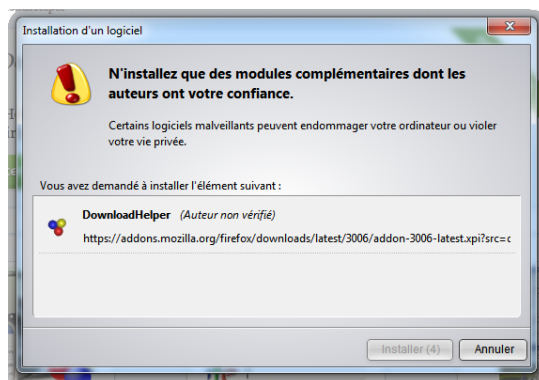 Installation d'un logiciel
N'installez que des modules complémentaires dont les
auteurs ont votre confiance.
Certains logiciels malveillants peuvent endommager votre ordinateur ou violer
votre vie privée.
Vous avez demandé à installer l'élément suivant :
DownloadHelper (Auteur non vérifié)
https://addons.mozilla.org/firefox/downloads/latest/3006/addon-3006-latest.xpi?src=c
Installer (4) Annuler